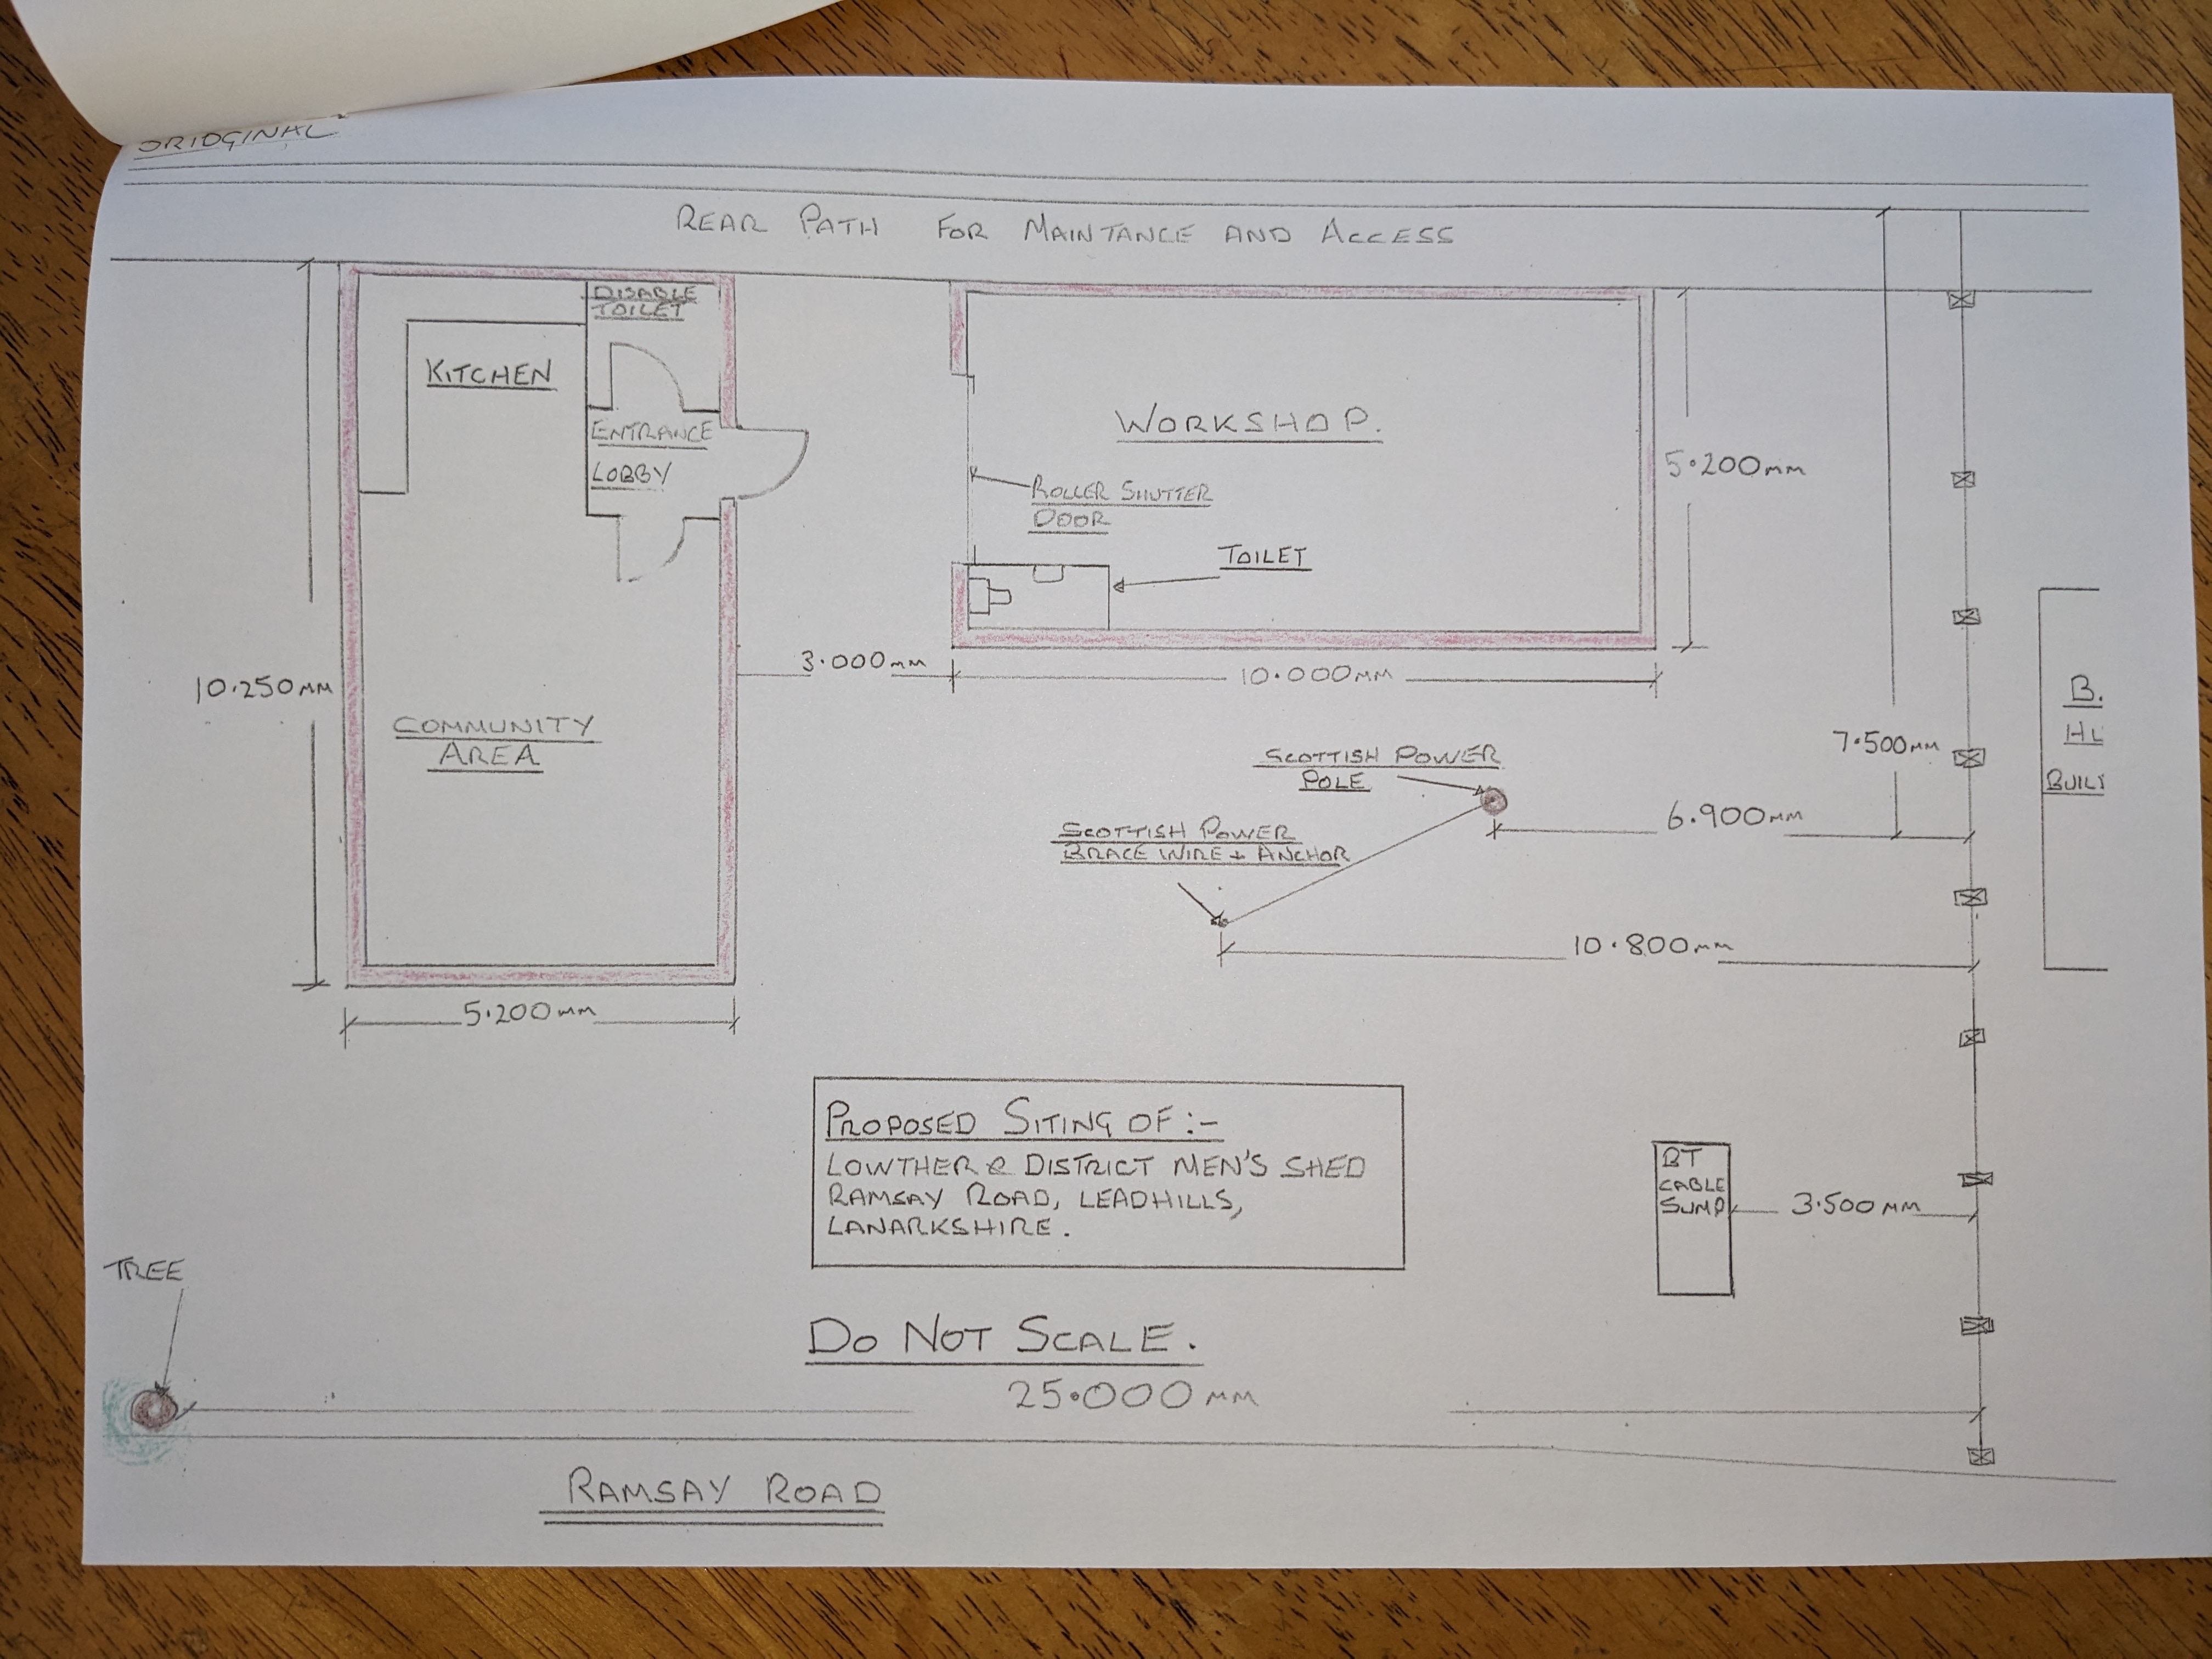 ORIDGINAL
REAR PATH FOR MAINTANCE AND ACCESS
DISABLE
TOILET
KITCHEN
ENTRANCE
LOBBY
WORKSHOP.
ROLLER SHUTTER
DOOR
TOILET
5·200mm
3·000mm
10·000mm
10·250mm
COMMUNITY
AREA
5·200mm
SCOTTISH POWER
POLE
SCOTTISH POWER
BRACE WIRE + ANCHOR
7·500mm
6·900mm
10·800mm
B.
HL
BUIL
PROPOSED SITING OF :-
LOWTHER & DISTRICT MEN'S SHED
RAMSAY ROAD, LEADHILLS,
LANARKSHIRE.
BT
CABLE
SUMP
3·500mm
TREE
DO NOT SCALE.
25·000mm
RAMSAY ROAD